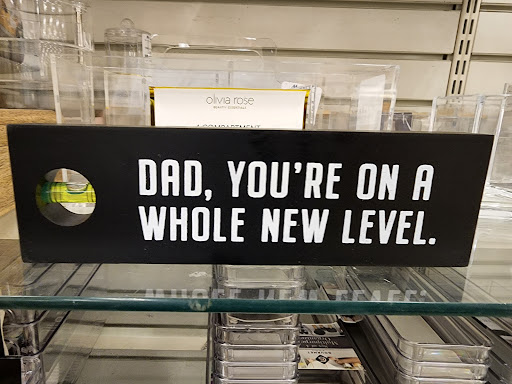 olivia rose
DAD, YOU'RE ON A
WHOLE NEW LEVEL.